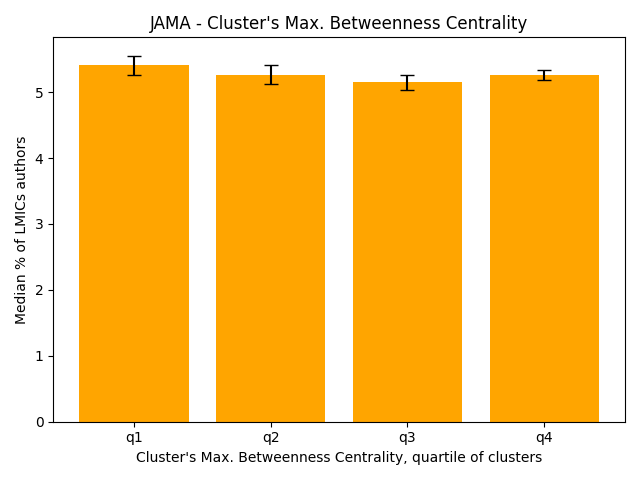 JAMA - Cluster's Max. Betweenness Centrality
Median % of LMICs authors
5
4
3
2
1
0
q1 q2 q3 q4
Cluster's Max. Betweenness Centrality, quartile of clusters